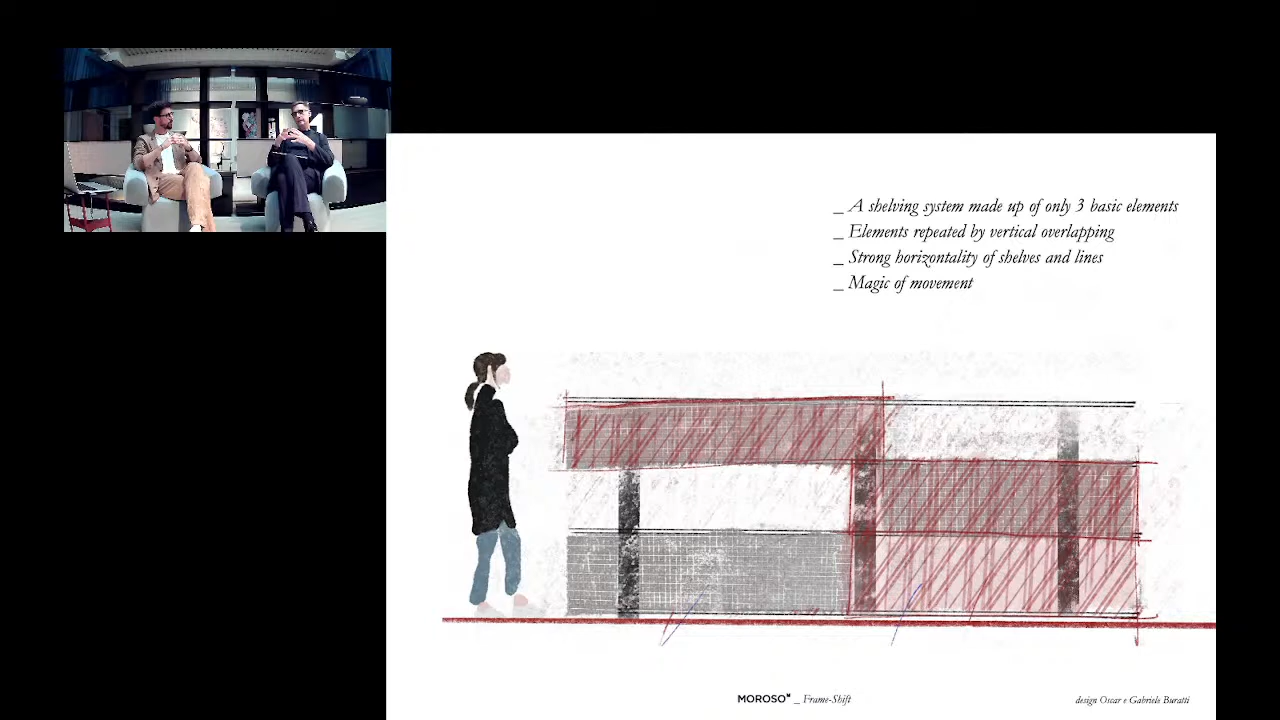 _ A shelving system made up of only 3 basic elements
_ Elements repeated by vertical overlapping
_ Strong horizontality of shelves and lines
_ Magic of movement
MOROSO _ Frame-Shift
design Oscar e Gabriele Buratti